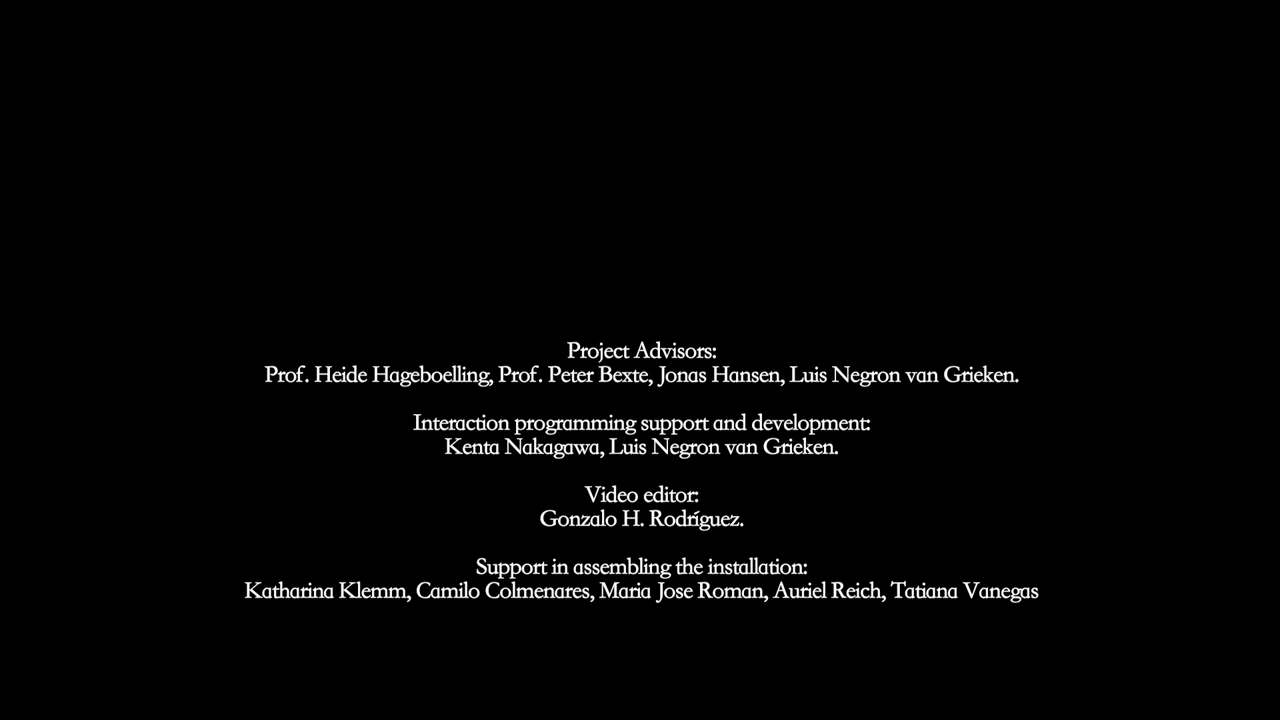 Project Advisors:
Prof. Heide Hageboelling, Prof. Peter Bexte, Jonas Hansen, Luis Negron van Grieken.
Interaction programming support and development:
Kenta Nakagawa, Luis Negron van Grieken.
Video editor:
Gonzalo H. Rodríguez.
Support in assembling the installation:
Katharina Klemm, Camilo Colmenares, Maria Jose Roman, Auriel Reich, Tatiana Vanegas